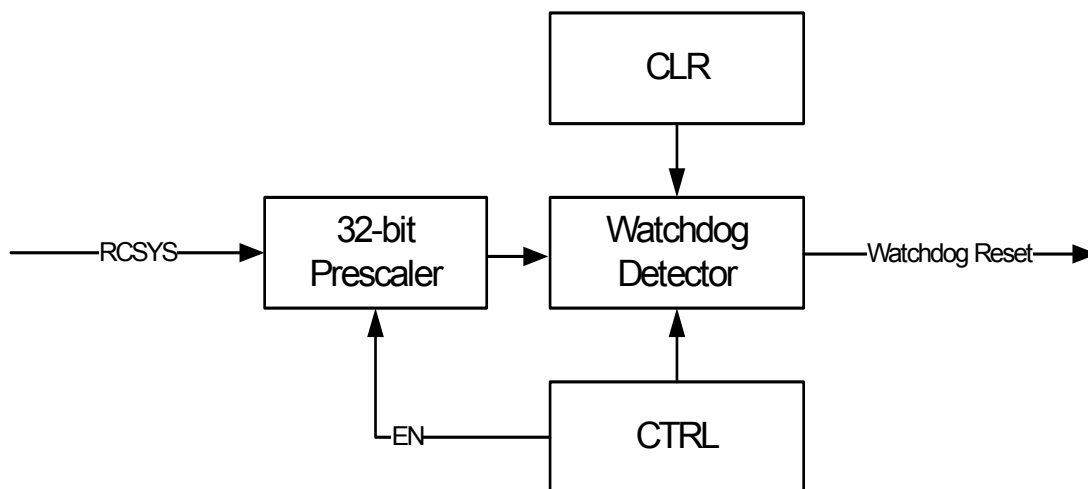 CLR
RCSYS
32-bit
Prescaler
Watchdog
Detector
Watchdog Reset
EN
CTRL